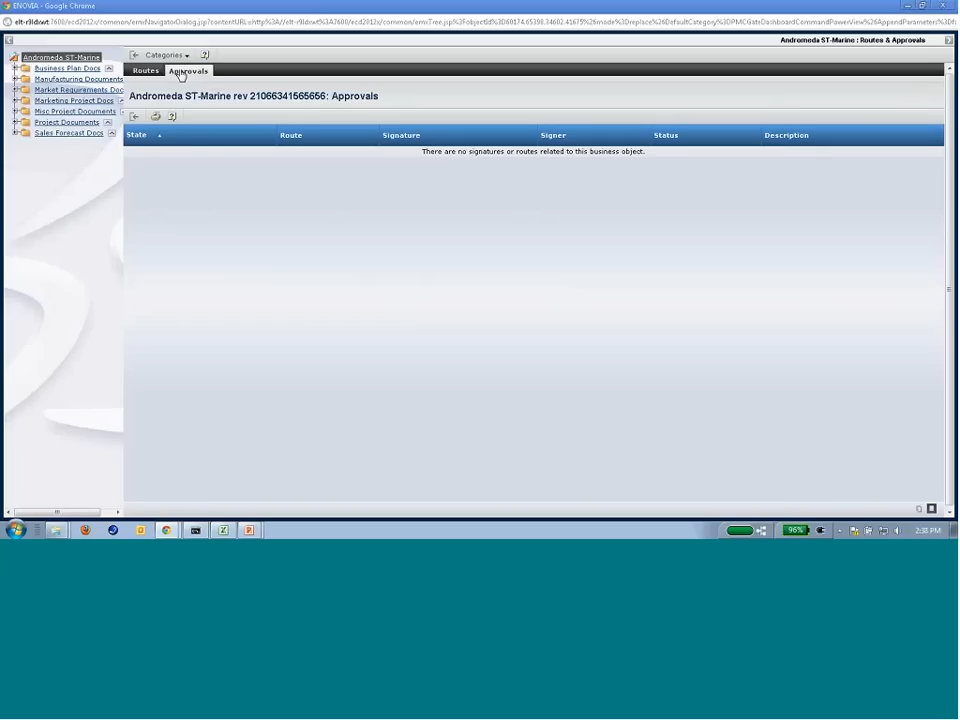 ENOVIA - Google Chrome
Andromeda ST-Marine : Routes & Approvals
Andromeda ST-Marine
Business Plan Docs
Manufacturing Documents
Market Requirements Doc
Marketing Project Docs
Misc Project Documents
Project Documents
Sales Forecast Docs
Categories
Routes Approvals
Andromeda ST-Marine rev 21066341565656: Approvals
State Route Signature Signer Status Description
There are no signatures or routes related to this business object.
96% 2:38 PM